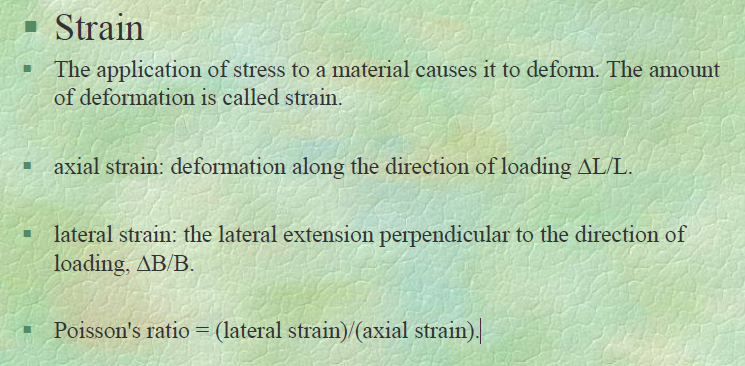 Strain
The application of stress to a material causes it to deform. The amount
of deformation is called strain.
axial strain: deformation along the direction of loading ΔL/L.
lateral strain: the lateral extension perpendicular to the direction of
loading, ΔB/B.
Poisson's ratio = (lateral strain)/(axial strain).